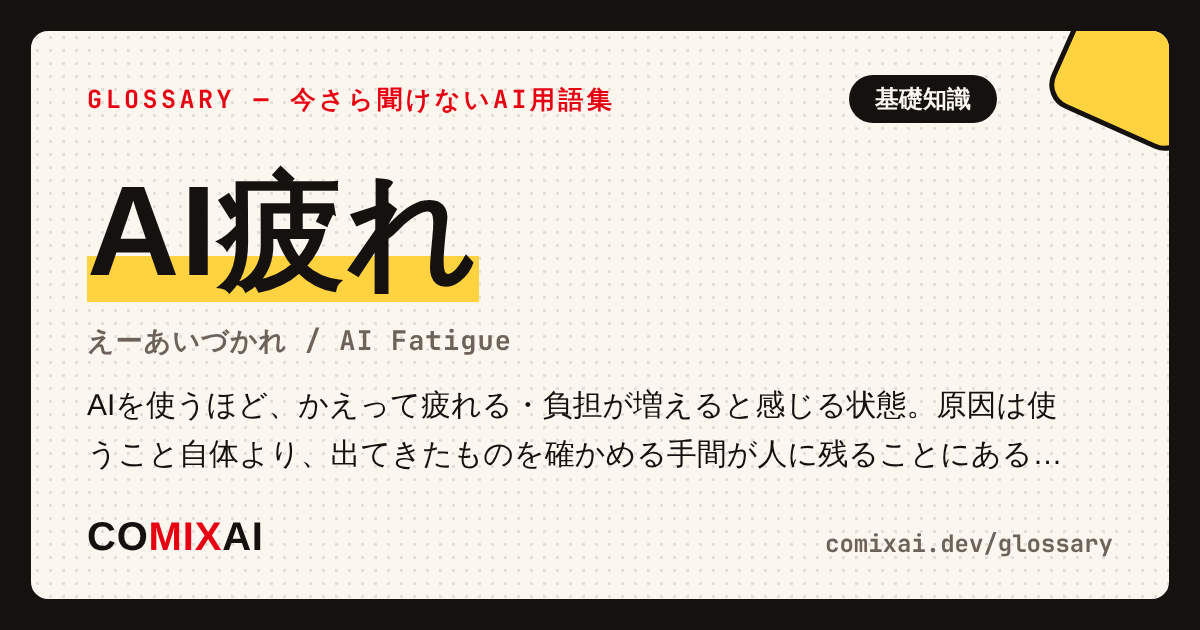 GLOSSARY — 今さら聞けないAI用語集
基礎知識
AI疲れ
えーあいづかれ / AI Fatigue
AIを使うほど、かえって疲れる・負担が増えると感じる状態。原因は使
うこと自体より、出てきたものを確かめる手間が人に残ることにある…
COMIXAI
comixai.dev/glossary